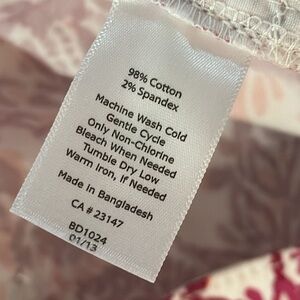 98% Cotton
2% Spandex
Machine Wash Cold
Gentle Cycle
Only Non-Chlorine
Bleach When Needed
Tumble Dry Low
Warm Iron, if Needed
Made in Bangladesh
CA # 23147
BD1024
01/13